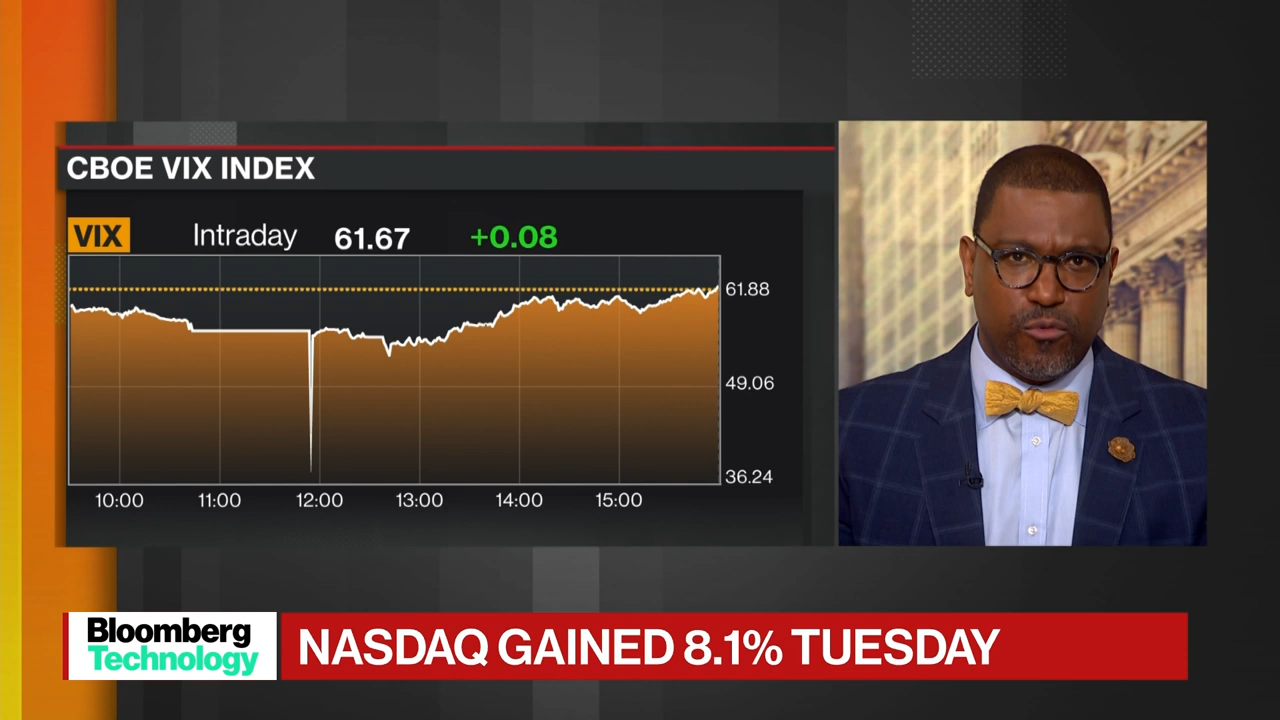 CBOE VIX INDEX
VIX Intraday 61.67 +0.08
61.88
49.06
36.24
10:00 11:00 12:00 13:00 14:00 15:00
Bloomberg
Technology
NASDAQ GAINED 8.1% TUESDAY